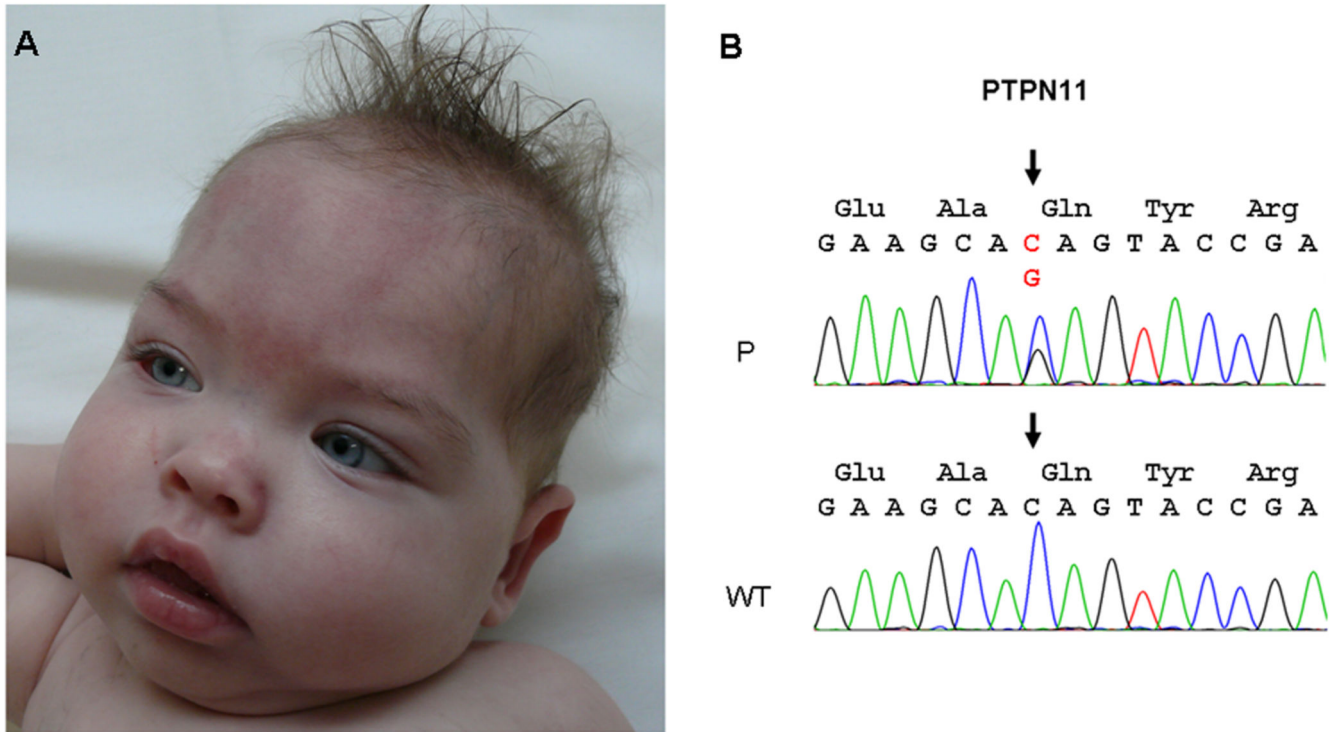 A
B
PTPN11
Glu Ala Gln Tyr Arg
G A A G C A C A G T A C C G A
G
P
Glu Ala Gln Tyr Arg
G A A G C A C A G T A C C G A
WT